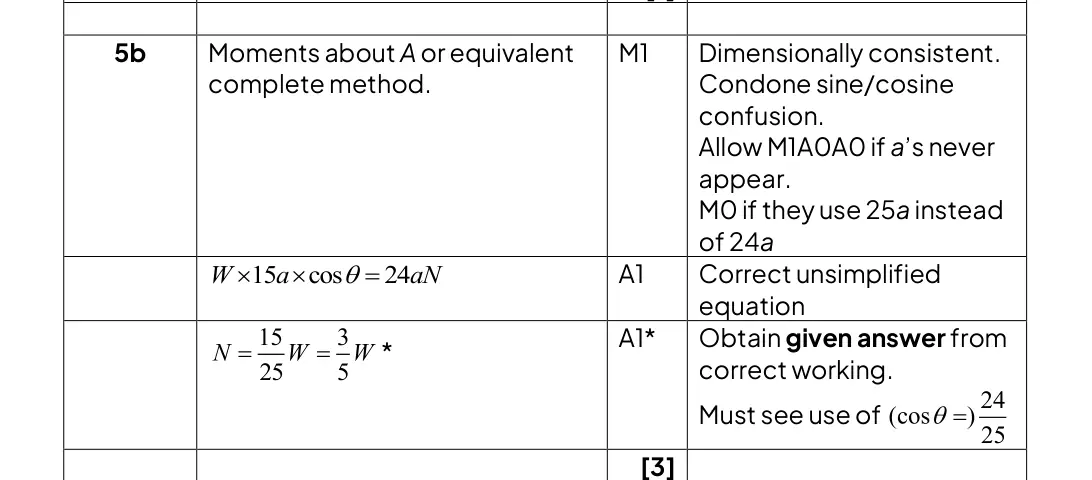 5b Moments about A or equivalent M1 Dimensionally consistent.
complete method. Condone sine/cosine
confusion.
Allow M1A0A0 if a's never
appear.
M0 if they use 25a instead
of 24a
W×15a×cosθ=24aN A1 Correct unsimplified
equation
N = 15/25 W = 3/5 W * A1* Obtain given answer from
correct working.
Must see use of (cosθ=) 24/25
[3]